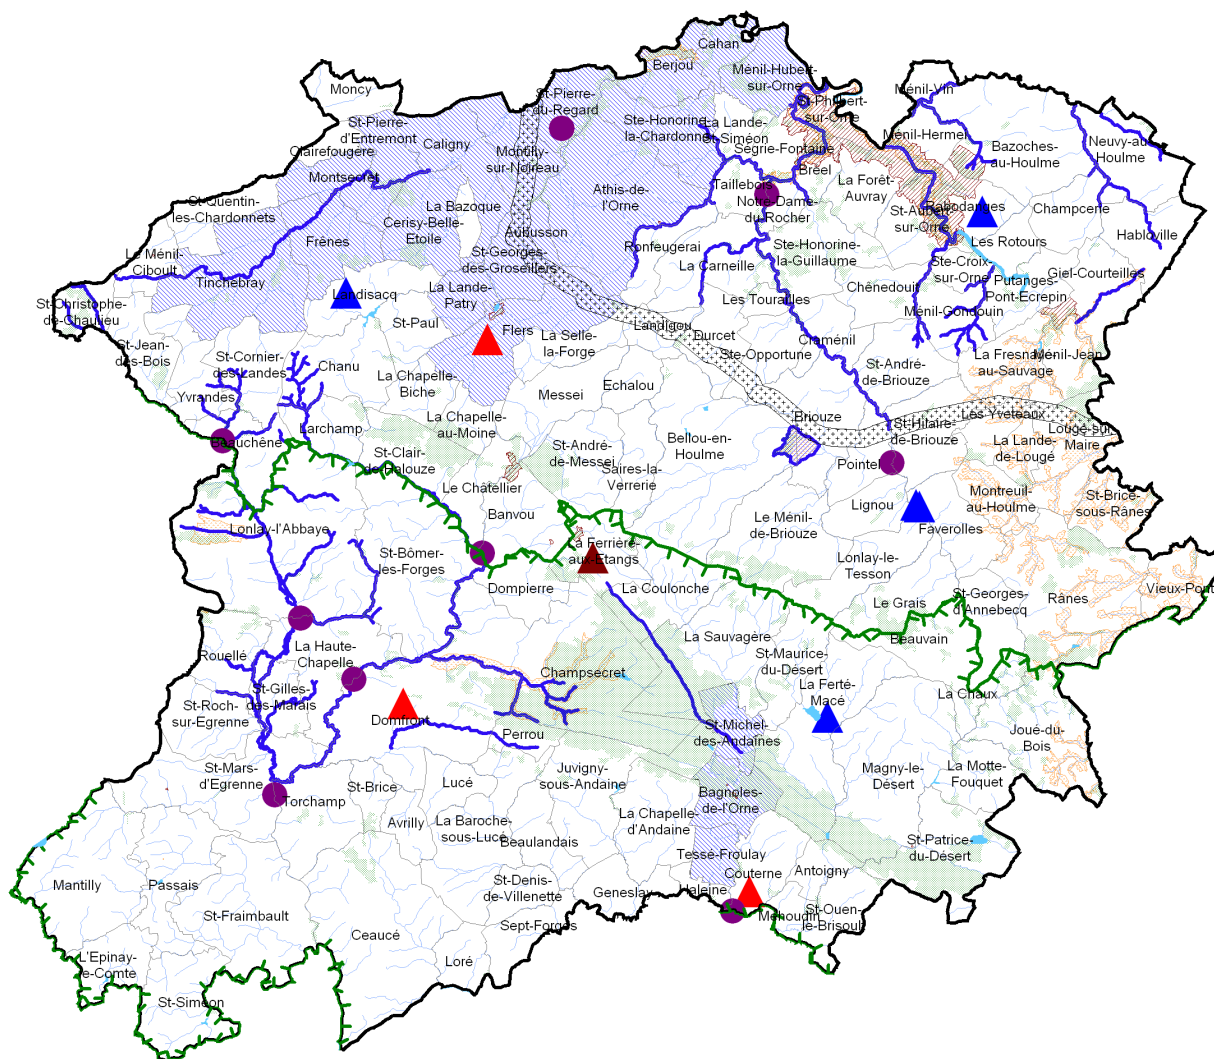 Cahan
Berjou
Ménil-Hubert-
sur-Orne
Moncy
St-Pierre-
du-Regard
St-Philbert-
sur-Orne
Ménil-Vin
St-Pierre-
d'Entremont
Ste-Honorine-
la-Chardonne
La Lande-
St-Siméon
Ménil-Hermei
Bazoches-
au-Houlme
Neuvy-au-
Houlme
Clairefougère
Caligny
Montilly-
sur-Noireau
Ségrie-Fontaine
Bréel
Montsecret
La Forêt-
Auvray
Athis-de-
l'Orne
Taillebois
Notre-Dame-
du-Rocher
St-Quentin-
les-Chardonnets
La Bazoque
Cerisy-Belle-
Etoile
Rabodanges
St-Aubert-
sur-Orne
Champcerie
Aubusson
Frênes
Les Rotours
Habloville
Ronfeugerai
Ste-Honorine-
la-Guillaume
Le Ménil-
Ciboult
St-Georges-
des-Groseillers
La Carneille
Ste-Croix-
sur-Orne
Giel-Courteilles
Tinchebray
Putanges-
Pont-Ecrepin
Chênedouit
La Lande-
Patry
Landisacq
Les Tourailles
St-Christophe-
de-Chaulieu
Ménil-Gondouin
St-Paul
Flers
La Selle-
la-Forge
Landigou
Durcet
Craménil
St-Jean-
des-Bois
Ste-Opportune
La Fresnaye-
au-Sauvage
Ménil-Jean
St-Cornier-
des-Landes
Chanu
St-André-
de-Briouze
La Chapelle-
Biche
Echalou
Yvrandes
Messei
Briouze
Les Yveteaux
La Chapelle-
au-Moine
St-Hilaire-
de-Briouze
Lougé-sur-
Maire
Larchamp
Beauchêne
Bellou-en-
Houlme
La Lande-
de-Lougé
St-André-
de-Messei
St-Clair-
de-Halouze
Saires-la-
Verrerie
Pointel
Le Châtellier
Montreuil-
au-Houlme
St-Brice-
sous-Rânes
Lignou
Banvou
Le Ménil-
de-Briouze
Faverolles
Lonlay-l'Abbaye
La Ferrière-
aux-Etangs
St-Bômer-
les-Forges
Lonlay-le-
Tesson
Dompierre
La Coulonche
Vieux-Pont
St-Georges-
d'Annebecq
Rânes
Le Grais
Beauvain
La Sauvagère
La Haute-
Chapelle
Rouellé
St-Maurice-
du-Désert
Champsecret
La Ferté-
Macé
St-Gilles-
des-Marais
La Chaux
St-Roch-
sur-Egrenne
Domfront
St-Michel-
des-Andaines
Joué-du-
Bois
Perrou
St-Mars-
d'Egrenne
Juvigny-
sous-Andaine
Magny-le-
Désert
La Motte-
Fouquet
St-Brice
Lucé
Torchamp
Bagnoles-
de-l'Orne
Avrilly
La Baroche-
sous-Lucé
La Chapelle-
d'Andaine
Beaulandais
St-Patrice-
du-Désert
Tessé-Froulay
Couterne
Antoigny
Mantilly
Passais
St-Denis-
de-Villenette
Geneslay
Haleine
St-Fraimbault
Méhoudin
St-Ouen-
le-Brisoult
Ceaucé
Sept-Forges
L'Epinay-
le-Comte
Loré
St-Siméon